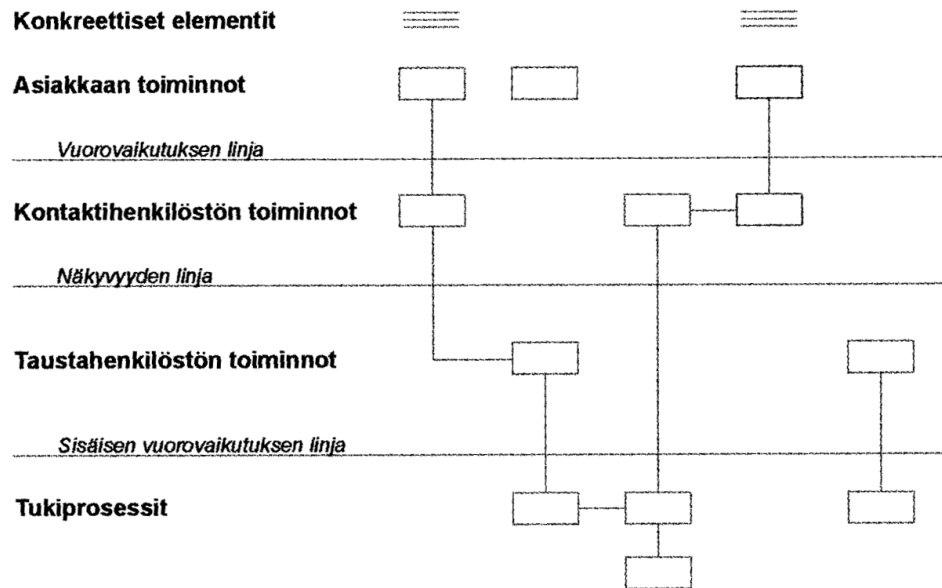 Konkreettiset elementit
Asiakkaan toiminnot
Vuorovaikutuksen linja
Kontaktihenkilöstön toiminnot
Näkyvyyden linja
Taustahenkilöstön toiminnot
Sisäisen vuorovaikutuksen linja
Tukiprosessit